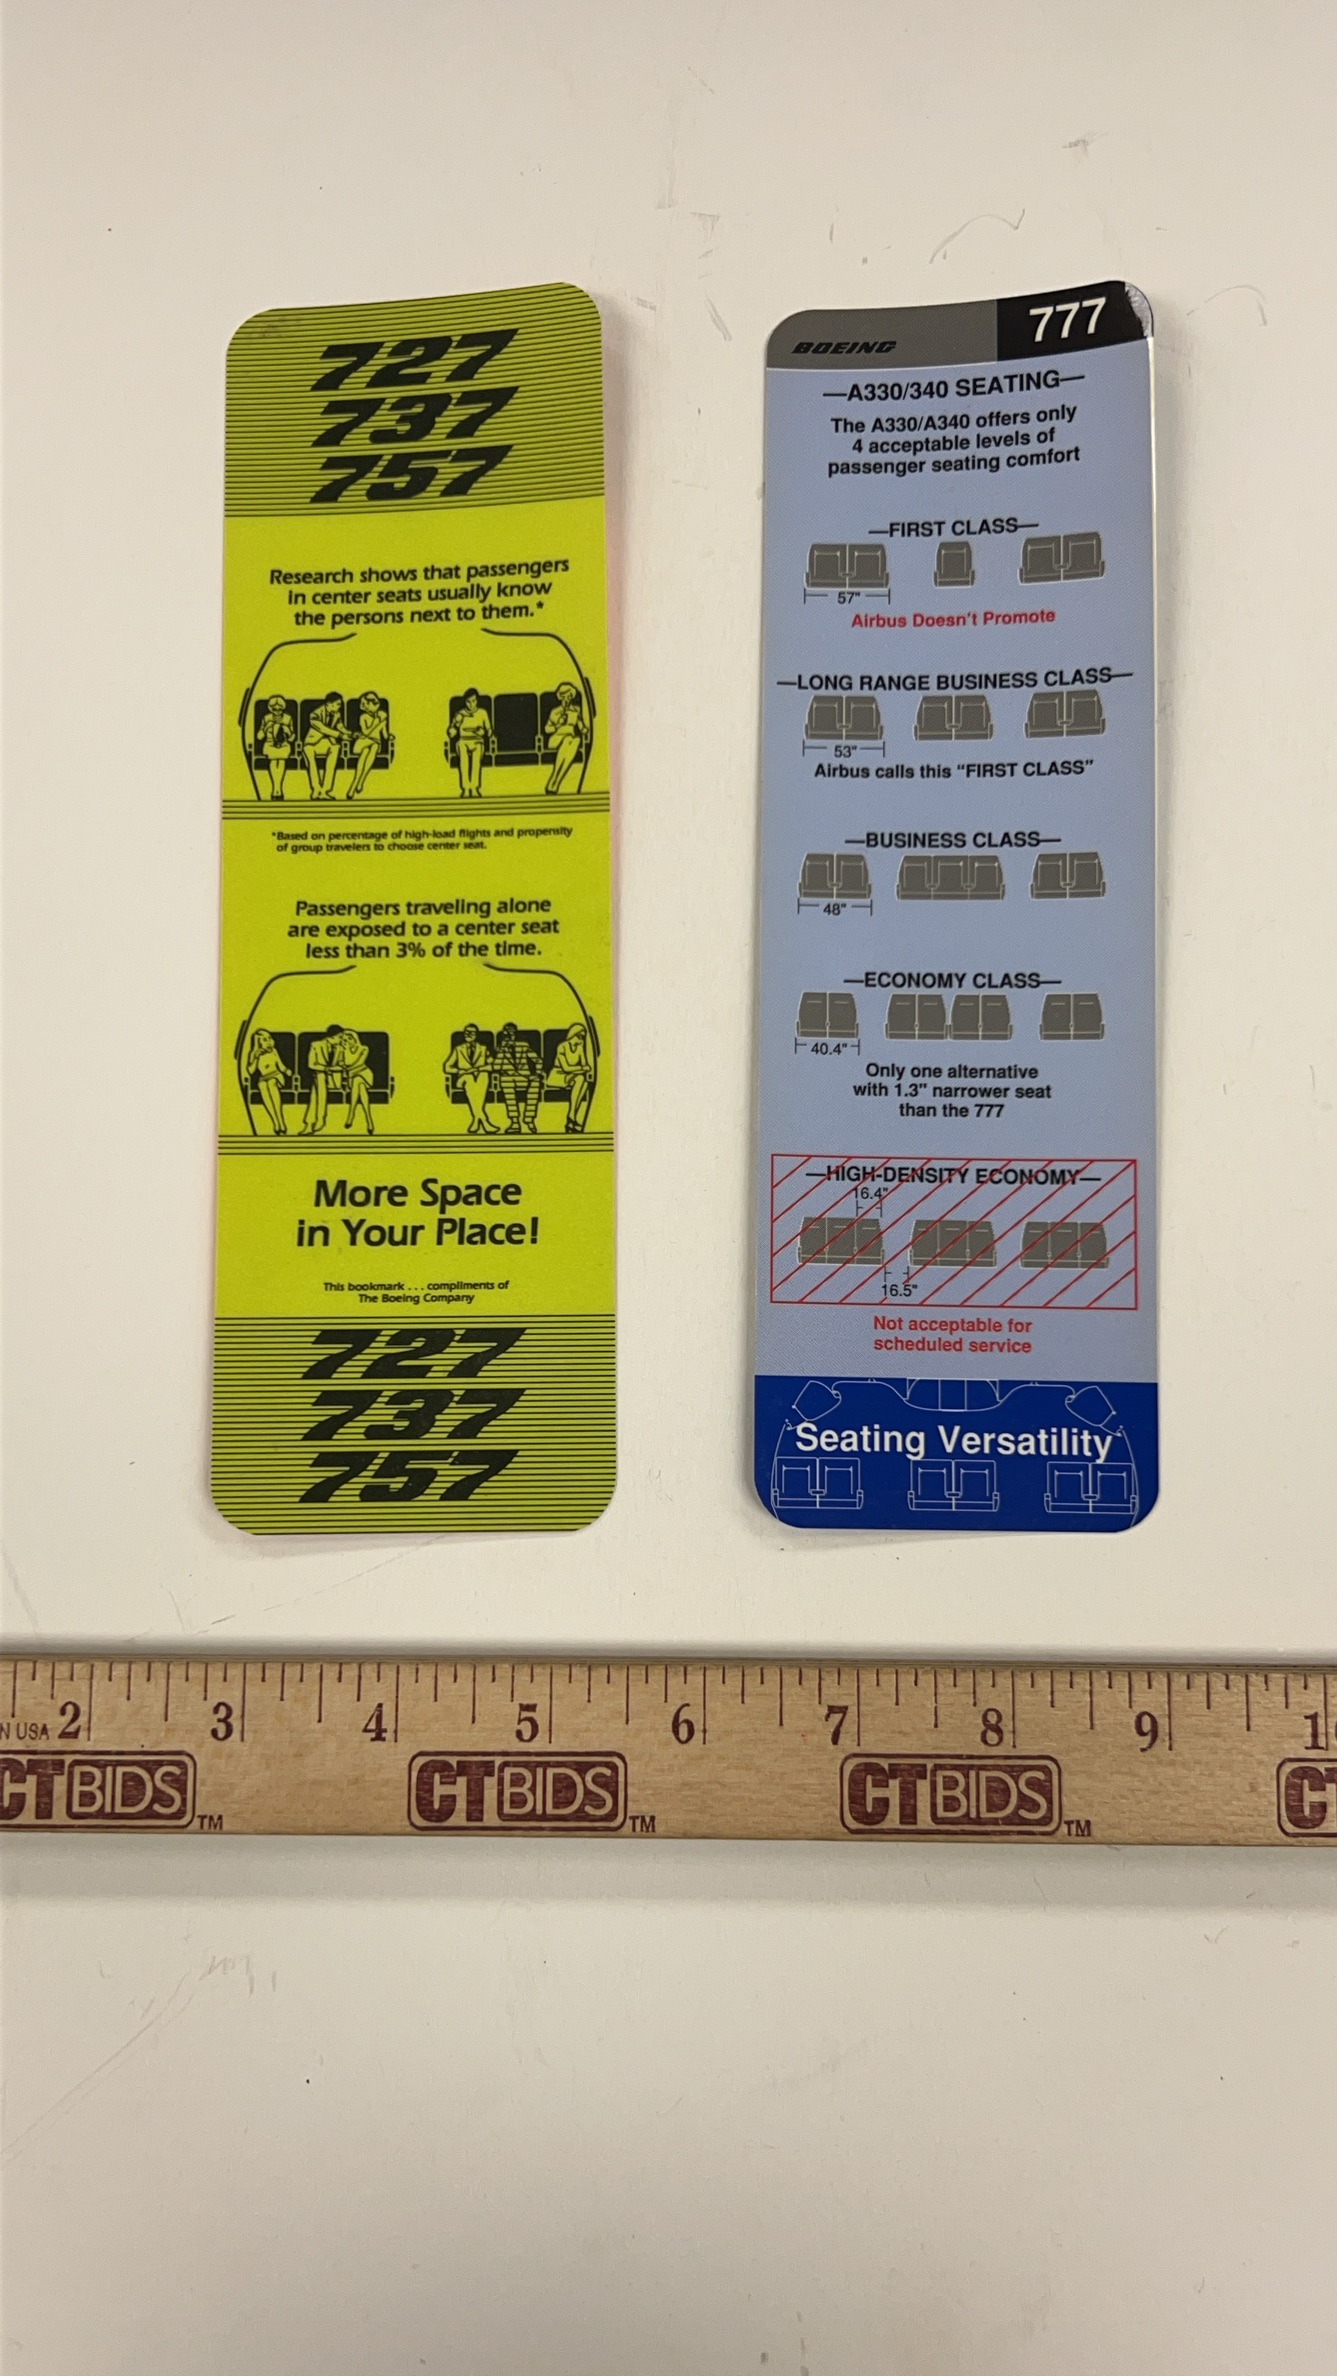 727
737
757
Research shows that passengers
in center seats usually know
the persons next to them.*
*Based on percentage of high-load flights and propensity
of group travelers to choose center seat.
Passengers traveling alone
are exposed to a center seat
less than 3% of the time.
More Space
in Your Place!
This bookmark . . . compliments of
The Boeing Company
727
737
757
BOEING
777
—A330/340 SEATING—
The A330/A340 offers only
4 acceptable levels of
passenger seating comfort
—FIRST CLASS—
57"
Airbus Doesn't Promote
—LONG RANGE BUSINESS CLASS—
53"
Airbus calls this “FIRST CLASS”
—BUSINESS CLASS—
48"
—ECONOMY CLASS—
40.4"
Only one alternative
with 1.3" narrower seat
than the 777
—HIGH-DENSITY ECONOMY—
16.4"
16.5"
Not acceptable for
scheduled service
Seating Versatility
N USA 2 3 4 5 6 7 8 9 1
CTBIDS™ CTBIDS™ CTBIDS™ CT